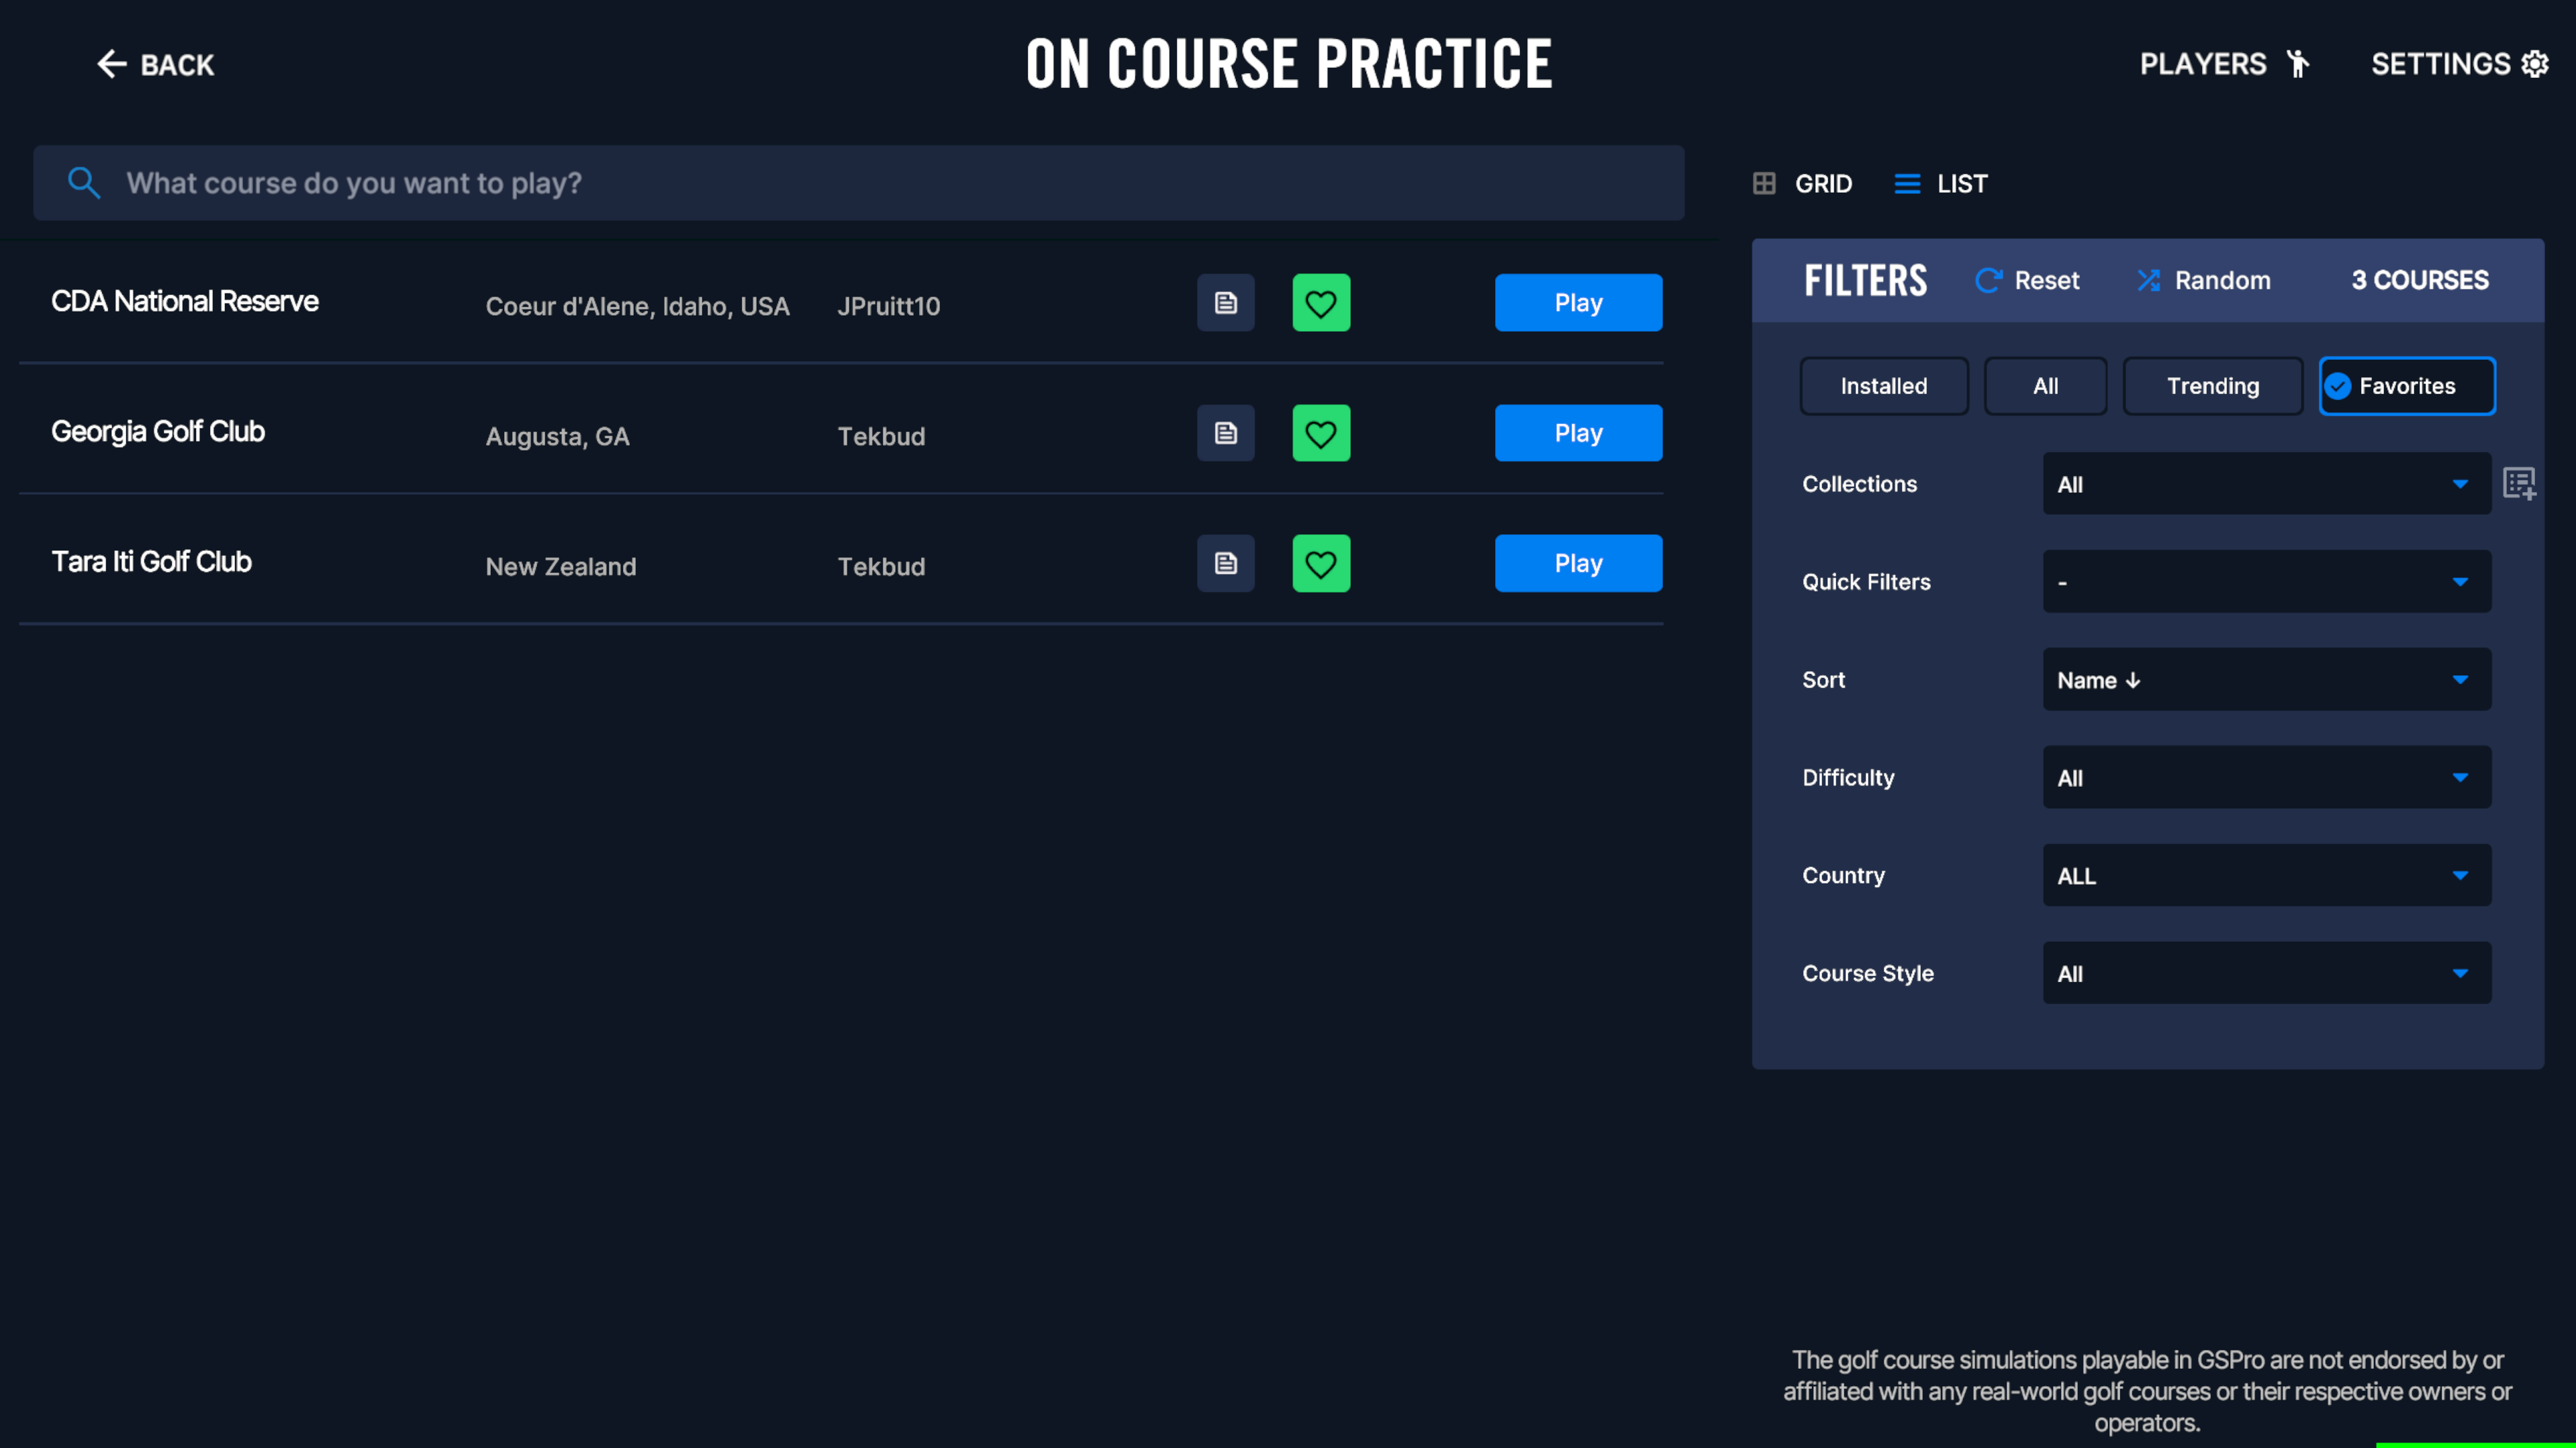 BACK
ON COURSE PRACTICE
PLAYERS
SETTINGS
What course do you want to play?
GRID
LIST
CDA National Reserve
Coeur d'Alene, Idaho, USA
JPruitt10
Play
Georgia Golf Club
Augusta, GA
Tekbud
Play
Tara Iti Golf Club
New Zealand
Tekbud
Play
FILTERS
Reset
Random
3 COURSES
Installed
All
Trending
Favorites
Collections
All
Quick Filters
-
Sort
Name ↓
Difficulty
All
Country
ALL
Course Style
All
The golf course simulations playable in GSPro are not endorsed by or
affiliated with any real-world golf courses or their respective owners or
operators.